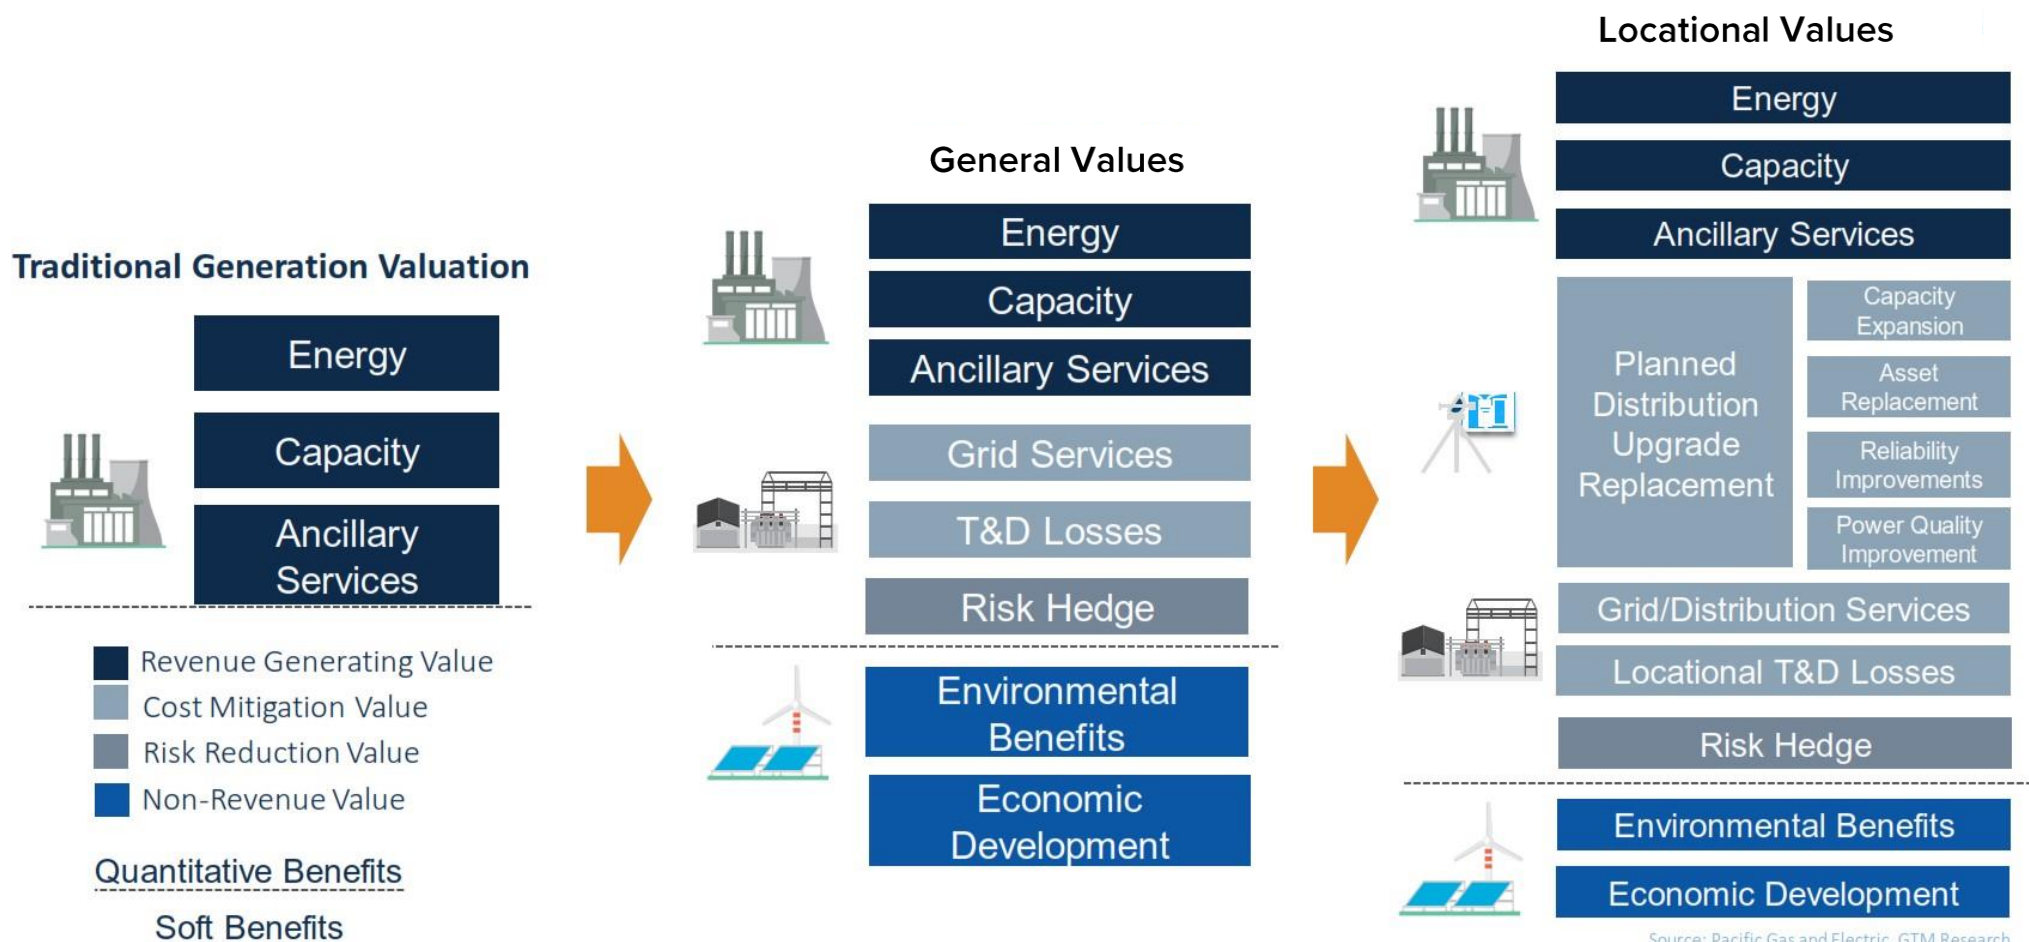 Traditional Generation Valuation
Energy
Capacity
Ancillary
Services
Revenue Generating Value
Cost Mitigation Value
Risk Reduction Value
Non-Revenue Value
Quantitative Benefits
Soft Benefits
General Values
Energy
Capacity
Ancillary Services
Grid Services
T&D Losses
Risk Hedge
Environmental
Benefits
Economic
Development
Locational Values
Energy
Capacity
Ancillary Services
Planned
Distribution
Upgrade
Replacement
Capacity
Expansion
Asset
Replacement
Reliability
Improvements
Power Quality
Improvement
Grid/Distribution Services
Locational T&D Losses
Risk Hedge
Environmental Benefits
Economic Development
Source: Pacific Gas and Electric, GTM Research